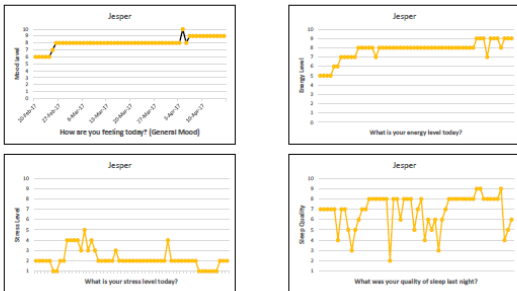 Jesper
Mood Level
10
9
8
7
6
5
4
3
2
1
0
20-Feb-17
27-Feb-17
6-Mar-17
13-Mar-17
20-Mar-17
27-Mar-17
3-Apr-17
10-Apr-17
How are you feeling today? (General Mood)
Jesper
Energy Level
10
9
8
7
6
5
4
3
2
1
0
What is your energy level today?
Jesper
Stress Level
10
9
8
7
6
5
4
3
2
1
What is your stress level today?
Jesper
Sleep Quality
10
9
8
7
6
5
4
3
2
1
What was your quality of sleep last night?